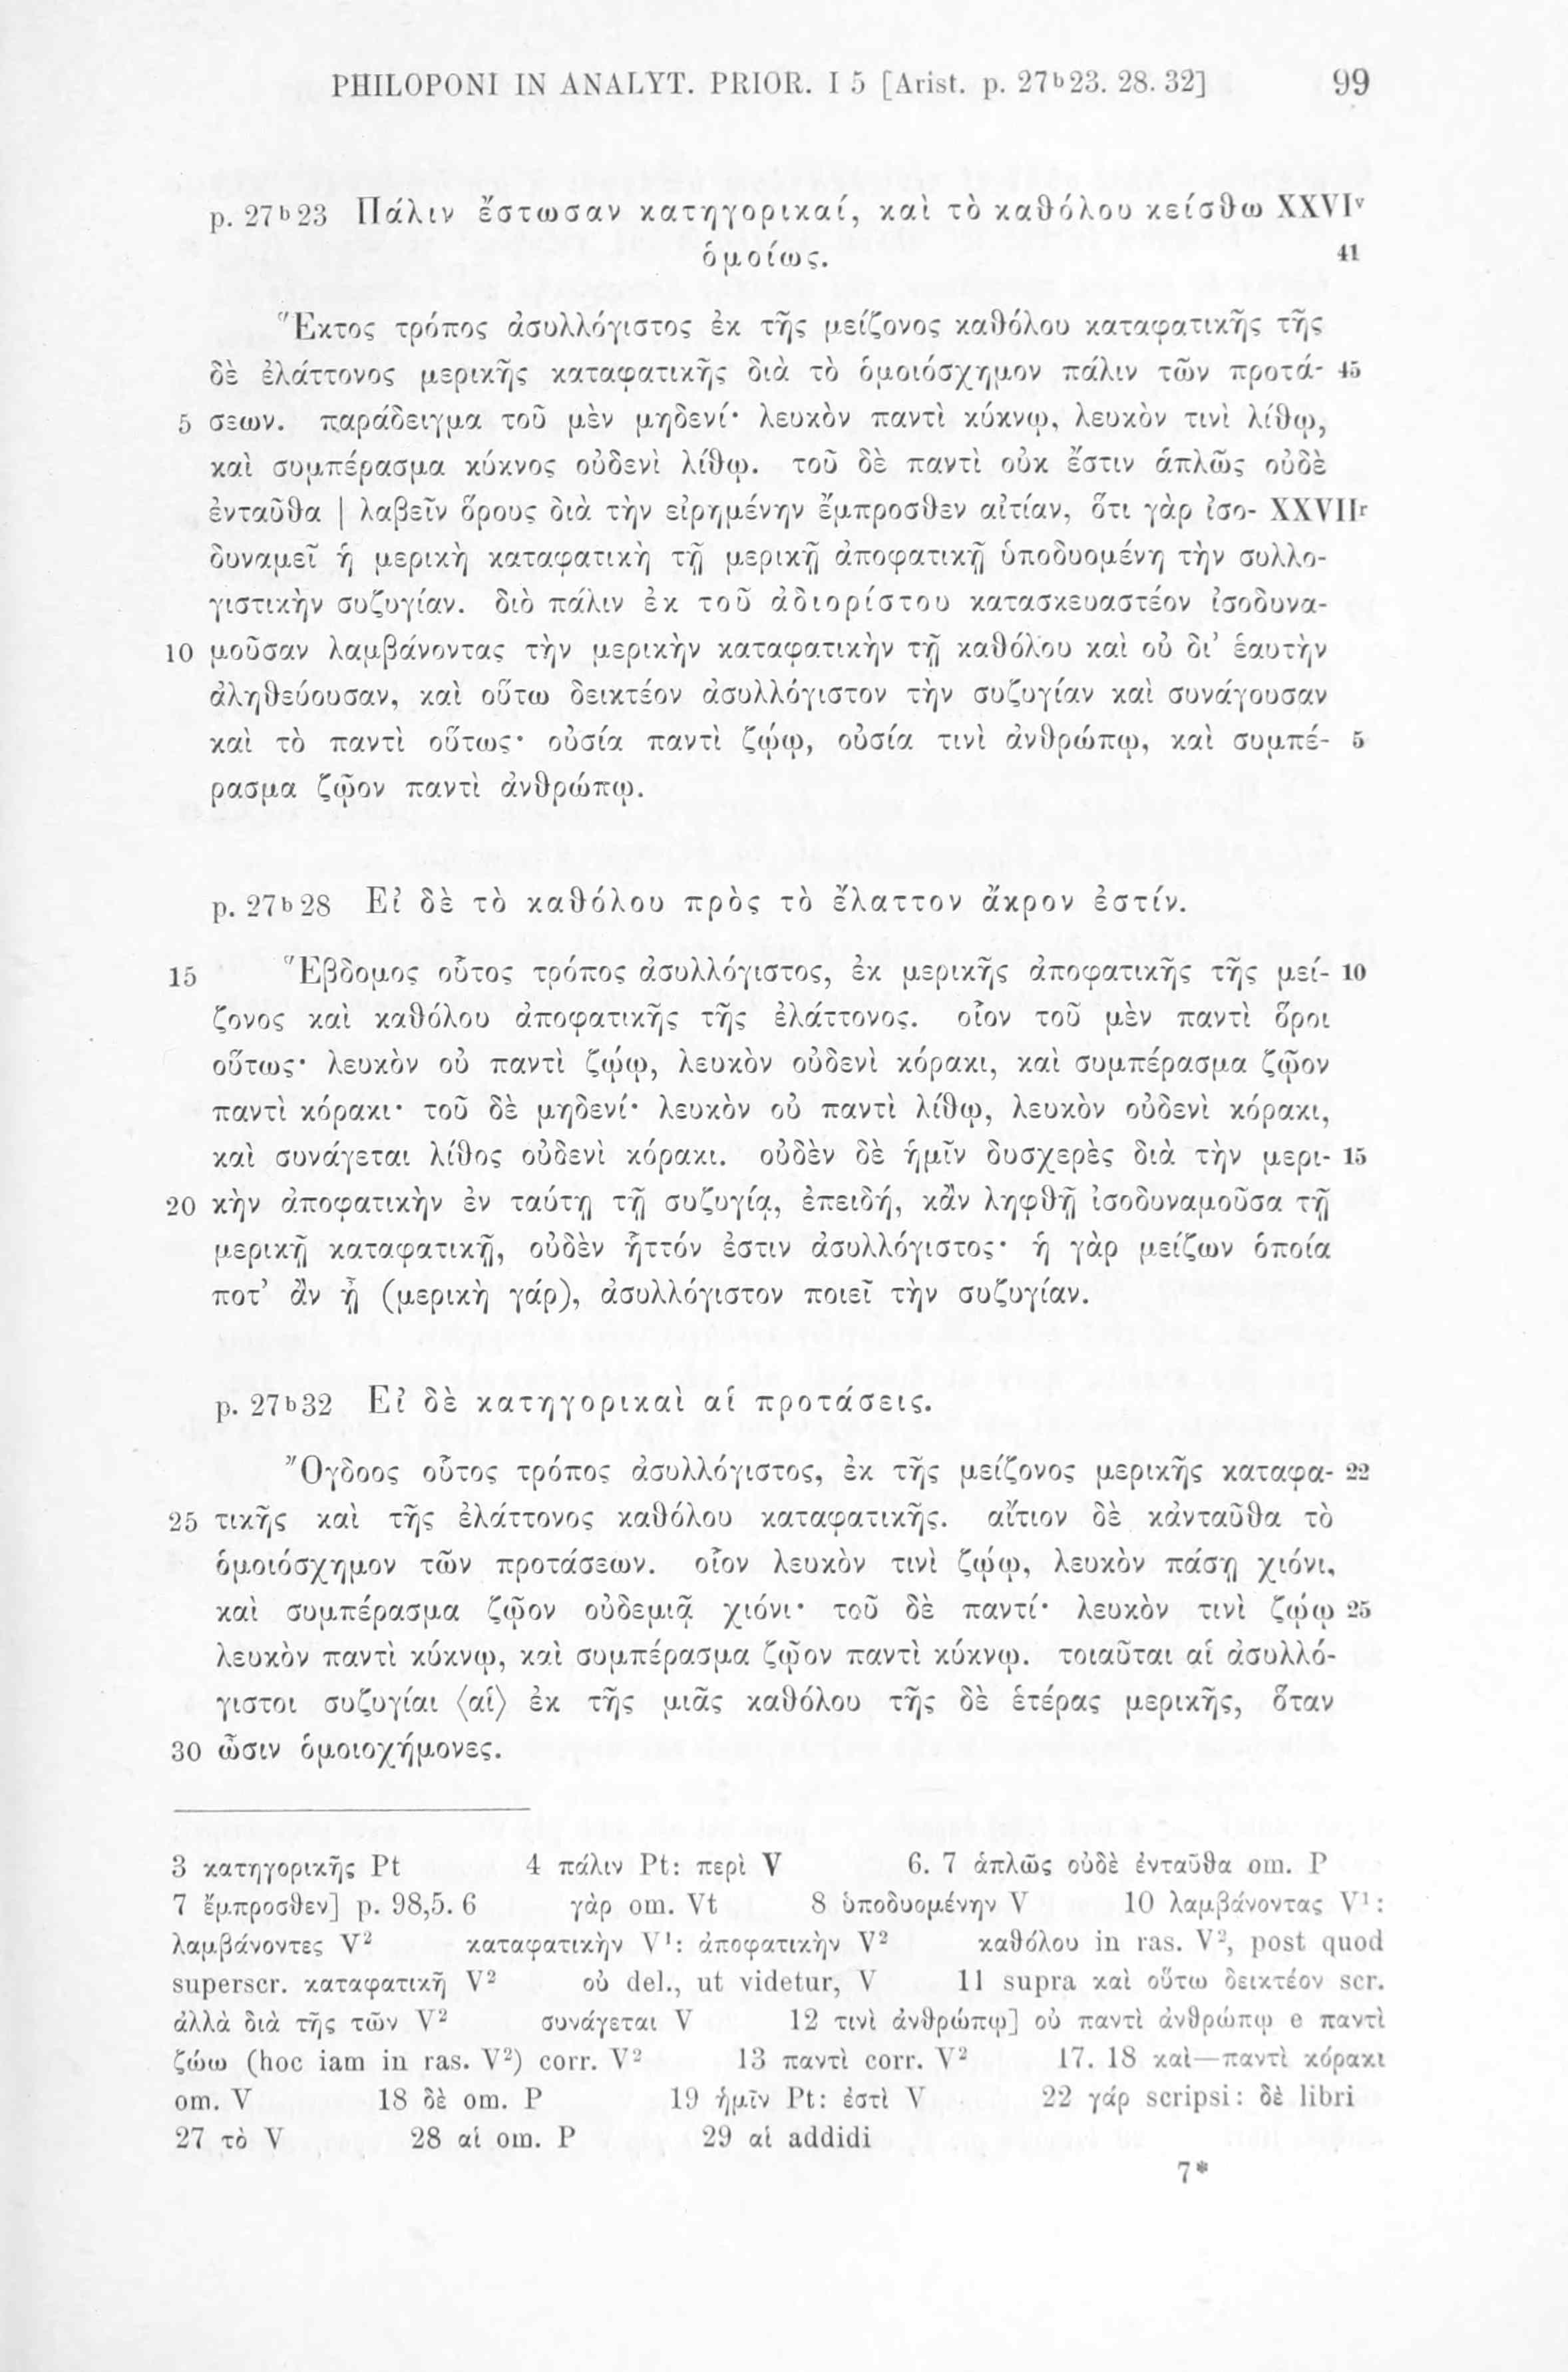 PHILOPONI IN ANALYT. PRIOR. I 5 [Arist. p. 27ᵇ23. 28. 32] 99
p. 27ᵇ23 Πάλιν ἔστωσαν κατηγορικαί, καὶ τὸ καθόλου κείσθω XXVIᵛ
ὁμοίως. 41
Ἕκτος τρόπος ἀσυλλόγιστος ἐκ τῆς μείζονος καθόλου καταφατικῆς τῆς
δὲ ἐλάττονος μερικῆς καταφατικῆς διὰ τὸ ὁμοιόσχημον πάλιν τῶν προτά- 45
5 σεων. παράδειγμα τοῦ μὲν μηδενί· λευκὸν παντὶ κύκνῳ, λευκὸν τινὶ λίθῳ,
καὶ συμπέρασμα κύκνος οὐδενὶ λίθῳ. τοῦ δὲ παντὶ οὐκ ἔστιν ἁπλῶς οὐδὲ
ἐνταῦθα | λαβεῖν ὅρους διὰ τὴν εἰρημένην ἔμπροσθεν αἰτίαν, ὅτι γὰρ ἰσο- XXVIIʳ
δυναμεῖ ἡ μερικὴ καταφατικὴ τῇ μερικῇ ἀποφατικῇ ὑποδυομένη τὴν συλλο-
γιστικὴν συζυγίαν. διὸ πάλιν ἐκ τοῦ ἀδιορίστου κατασκευαστέον ἰσοδυνα-
10 μοῦσαν λαμβάνοντας τὴν μερικὴν καταφατικὴν τῇ καθόλου καὶ οὐ δι’ ἑαυτὴν
ἀληθεύουσαν, καὶ οὕτω δεικτέον ἀσυλλόγιστον τὴν συζυγίαν καὶ συνάγουσαν
καὶ τὸ παντὶ οὕτως· οὐσία παντὶ ζῴῳ, οὐσία τινὶ ἀνθρώπῳ, καὶ συμπέ- 5
ρασμα ζῷον παντὶ ἀνθρώπῳ.
p. 27ᵇ28 Εἰ δὲ τὸ καθόλου πρὸς τὸ ἔλαττον ἄκρον ἐστίν.
15 Ἕβδομος οὗτος τρόπος ἀσυλλόγιστος, ἐκ μερικῆς ἀποφατικῆς τῆς μεί- 10
ζονος καὶ καθόλου ἀποφατικῆς τῆς ἐλάττονος. οἷον τοῦ μὲν παντὶ ὅροι
οὕτως· λευκὸν οὐ παντὶ ζῴῳ, λευκὸν οὐδενὶ κόρακι, καὶ συμπέρασμα ζῷον
παντὶ κόρακι· τοῦ δὲ μηδενί· λευκὸν οὐ παντὶ λίθῳ, λευκὸν οὐδενὶ κόρακι,
καὶ συνάγεται λίθος οὐδενὶ κόρακι. οὐδὲν δὲ ἡμῖν δυσχερὲς διὰ τὴν μερι- 15
20 κὴν ἀποφατικὴν ἐν ταύτῃ τῇ συζυγίᾳ, ἐπειδή, κἂν ληφθῇ ἰσοδυναμοῦσα τῇ
μερικῇ καταφατικῇ, οὐδὲν ἧττόν ἐστιν ἀσυλλόγιστος· ἡ γὰρ μείζων ὁποία
ποτ’ ἂν ᾖ (μερικὴ γάρ), ἀσυλλόγιστον ποιεῖ τὴν συζυγίαν.
p. 27ᵇ32 Εἰ δὲ κατηγορικαὶ αἱ προτάσεις.
Ὄγδοος οὗτος τρόπος ἀσυλλόγιστος, ἐκ τῆς μείζονος μερικῆς καταφα- 22
25 τικῆς καὶ τῆς ἐλάττονος καθόλου καταφατικῆς. αἴτιον δὲ κἀνταῦθα τὸ
ὁμοιόσχημον τῶν προτάσεων. οἷον λευκὸν τινὶ ζῴῳ, λευκὸν πάσῃ χιόνι,
καὶ συμπέρασμα ζῷον οὐδεμιᾷ χιόνι· τοῦ δὲ παντί· λευκὸν τινὶ ζῴῳ 25
λευκὸν παντὶ κύκνῳ, καὶ συμπέρασμα ζῷον παντὶ κύκνῳ. τοιαῦται αἱ ἀσυλλό-
γιστοι συζυγίαι ⟨αἱ⟩ ἐκ τῆς μιᾶς καθόλου τῆς δὲ ἑτέρας μερικῆς, ὅταν
30 ὦσιν ὁμοιοχήμονες.
3 κατηγορικῆς Pt 4 πάλιν Pt: περὶ V 6. 7 ἁπλῶς οὐδὲ ἐνταῦθα om. P
7 ἔμπροσθεν] p. 98,5. 6 γὰρ om. Vt 8 ὑποδυομένην V 10 λαμβάνοντας V¹:
λαμβάνοντες V² καταφατικὴν V¹: ἀποφατικὴν V² καθόλου in ras. V², post quod
superscr. καταφατικῇ V² οὐ del., ut videtur, V 11 supra καὶ οὕτω δεικτέον scr.
ἀλλὰ διὰ τῆς τῶν V² συνάγεται V 12 τινὶ ἀνθρώπῳ] οὐ παντὶ ἀνθρώπῳ e παντὶ
ζώω (hoc iam in ras. V²) corr. V² 13 παντὶ corr. V² 17. 18 καὶ—παντὶ κόρακι
om. V 18 δὲ om. P 19 ἡμῖν Pt: ἐστὶ V 22 γάρ scripsi: δὲ libri
27 τὸ V 28 αἱ om. P 29 αἱ addidi
7*